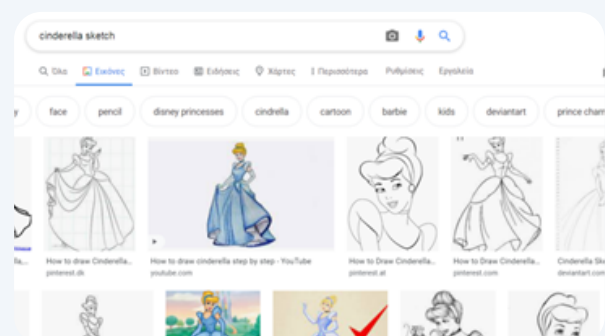 cinderella sketch
Όλα Εικόνες Βίντεο Ειδήσεις Χάρτες Περισσότερα Ρυθμίσεις Εργαλεία
y face pencil disney princesses cindrella cartoon barbie kids deviantart prince charm
lla... How to draw Cinderella... How to draw cinderella step by step - YouTube How to Draw Cinderella... How to Draw Cinderella... Cinderella Ske
pinterest.dk youtube.com pinterest.at pinterest.com deviantart.com